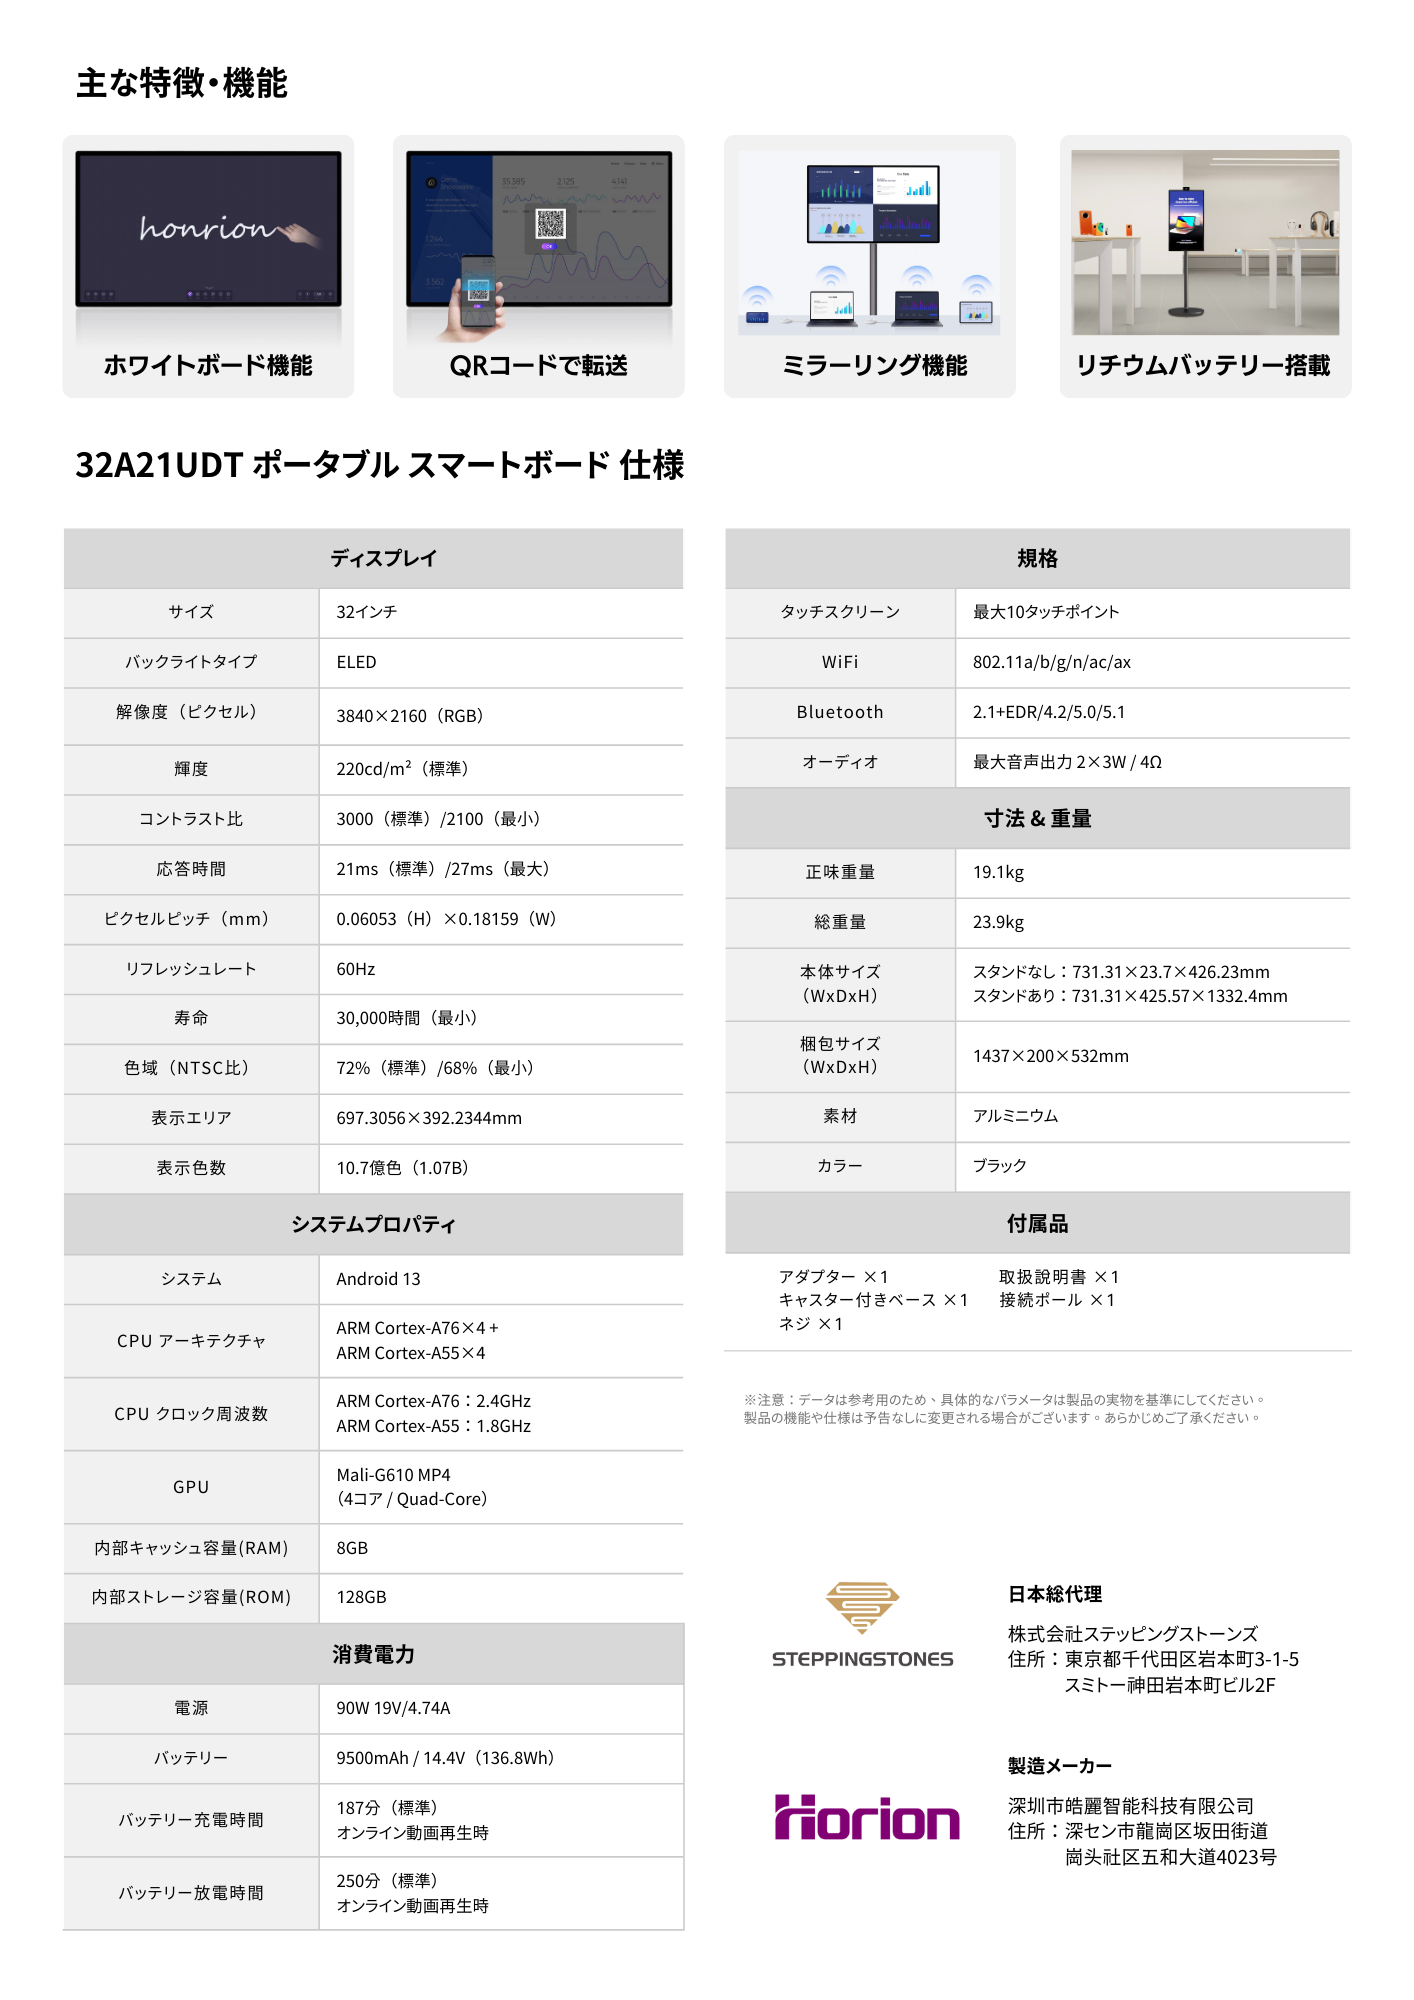 主な特徴・機能
honrion
35,385
2,125
4,141
ホワイトボード機能
QRコードで転送
ミラーリング機能
リチウムバッテリー搭載
32A21UDT ポータブル スマートボード 仕様
ディスプレイ
サイズ 32インチ
バックライトタイプ ELED
解像度（ピクセル） 3840×2160（RGB）
輝度 220cd/m²（標準）
コントラスト比 3000（標準）/2100（最小）
応答時間 21ms（標準）/27ms（最大）
ピクセルピッチ（mm） 0.06053（H）×0.18159（W）
リフレッシュレート 60Hz
寿命 30,000時間（最小）
色域（NTSC比） 72%（標準）/68%（最小）
表示エリア 697.3056×392.2344mm
表示色数 10.7億色（1.07B）
システムプロパティ
システム Android 13
CPU アーキテクチャ ARM Cortex-A76×4 +
ARM Cortex-A55×4
CPU クロック周波数 ARM Cortex-A76：2.4GHz
ARM Cortex-A55：1.8GHz
GPU Mali-G610 MP4
（4コア / Quad-Core）
内部キャッシュ容量(RAM) 8GB
内部ストレージ容量(ROM) 128GB
消費電力
電源 90W 19V/4.74A
バッテリー 9500mAh / 14.4V（136.8Wh）
バッテリー充電時間 187分（標準）
オンライン動画再生時
バッテリー放電時間 250分（標準）
オンライン動画再生時
規格
タッチスクリーン 最大10タッチポイント
WiFi 802.11a/b/g/n/ac/ax
Bluetooth 2.1+EDR/4.2/5.0/5.1
オーディオ 最大音声出力 2×3W / 4Ω
寸法 & 重量
正味重量 19.1kg
総重量 23.9kg
本体サイズ スタンドなし：731.31×23.7×426.23mm
（WxDxH） スタンドあり：731.31×425.57×1332.4mm
梱包サイズ
（WxDxH） 1437×200×532mm
素材 アルミニウム
カラー ブラック
付属品
アダプター ×1 取扱説明書 ×1
キャスター付きベース ×1 接続ポール ×1
ネジ ×1
※注意：データは参考用のため、具体的なパラメータは製品の実物を基準にしてください。
製品の機能や仕様は予告なしに変更される場合がございます。あらかじめご了承ください。
STEPPINGSTONES
日本総代理
株式会社ステッピングストーンズ
住所：東京都千代田区岩本町3-1-5
スミトー神田岩本町ビル2F
Horion
製造メーカー
深圳市皓麗智能科技有限公司
住所：深セン市龍崗区坂田街道
崗头社区五和大道4023号